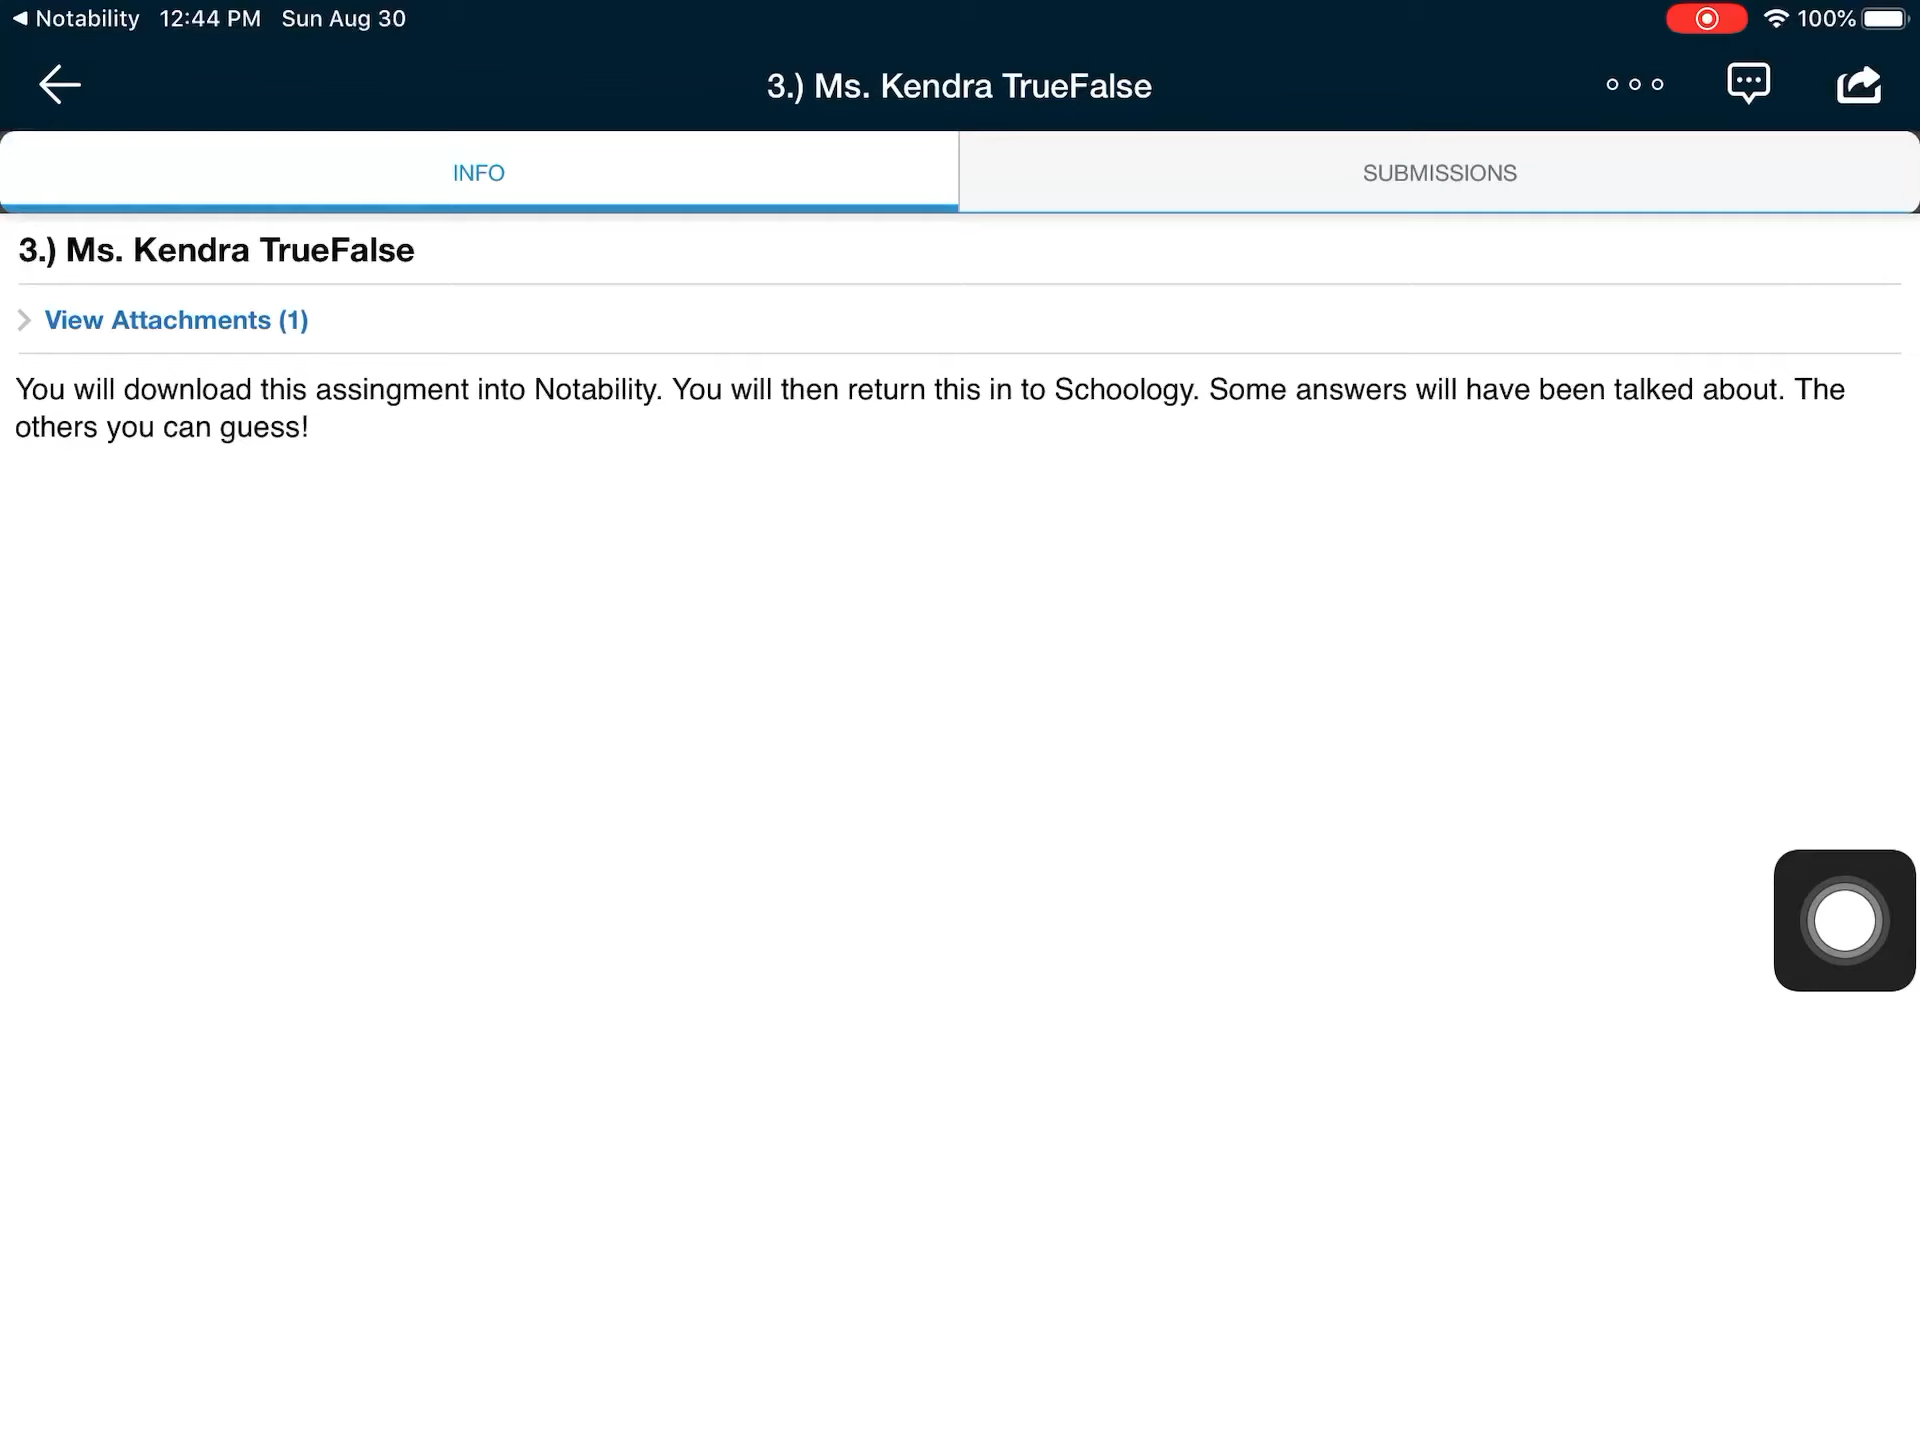 Notability 12:44 PM Sun Aug 30 100%
3.) Ms. Kendra TrueFalse
INFO SUBMISSIONS
3.) Ms. Kendra TrueFalse
View Attachments (1)
You will download this assingment into Notability. You will then return this in to Schoology. Some answers will have been talked about. The
others you can guess!